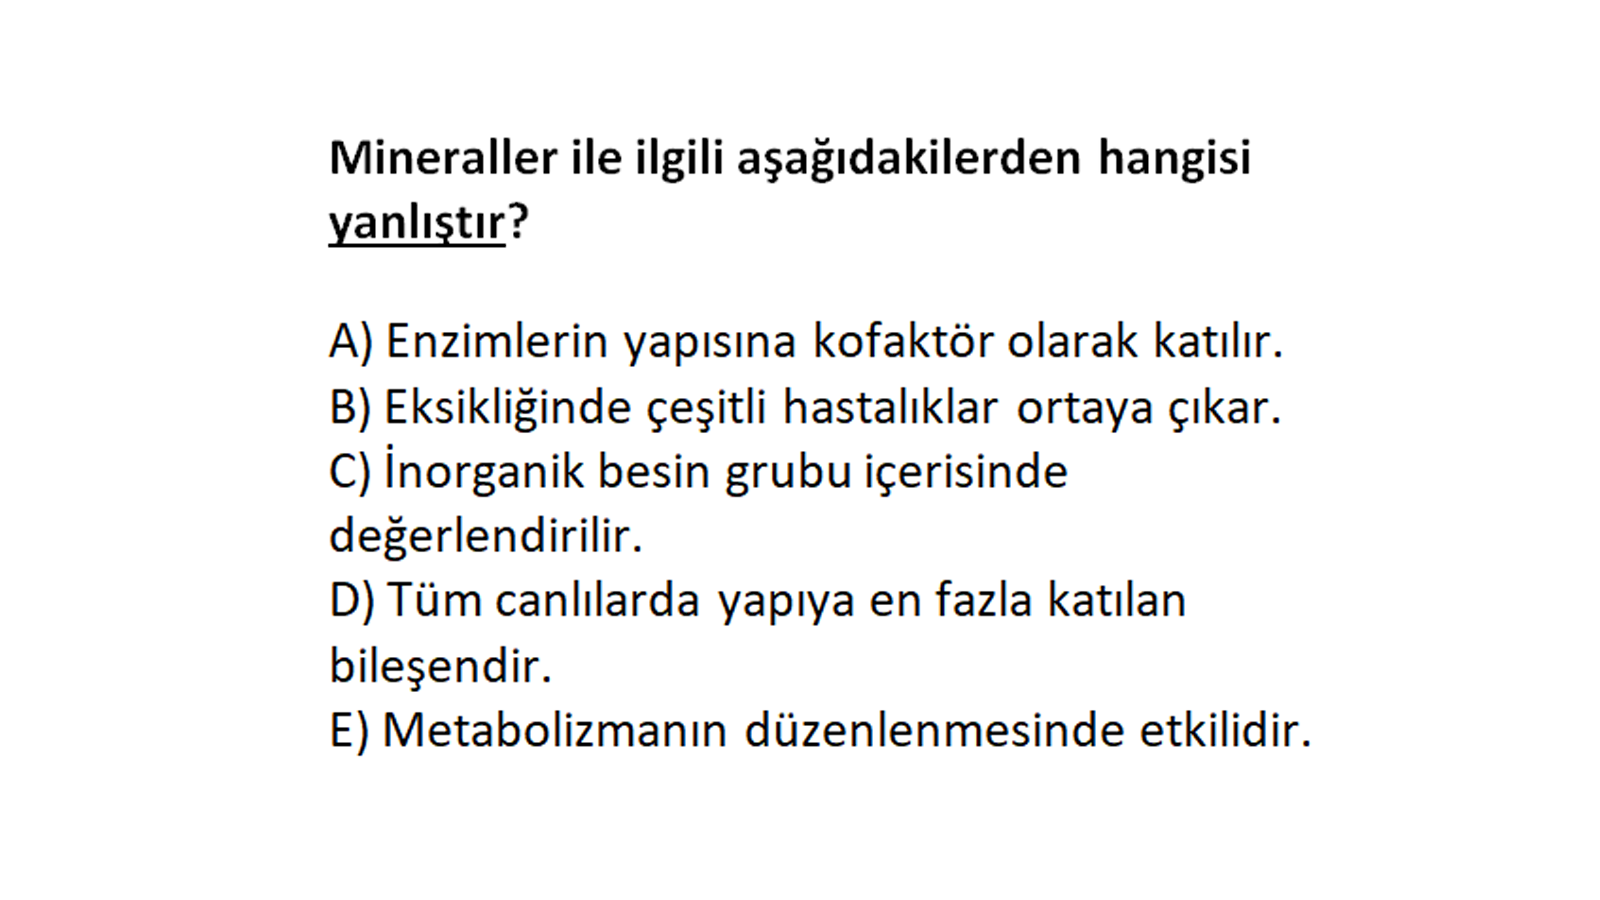 Mineraller ile ilgili aşağıdakilerden hangisi
yanlıştır?
A) Enzimlerin yapısına kofaktör olarak katılır.
B) Eksikliğinde çeşitli hastalıklar ortaya çıkar.
C) İnorganik besin grubu içerisinde
değerlendirilir.
D) Tüm canlılarda yapıya en fazla katılan
bileşendir.
E) Metabolizmanın düzenlenmesinde etkilidir.